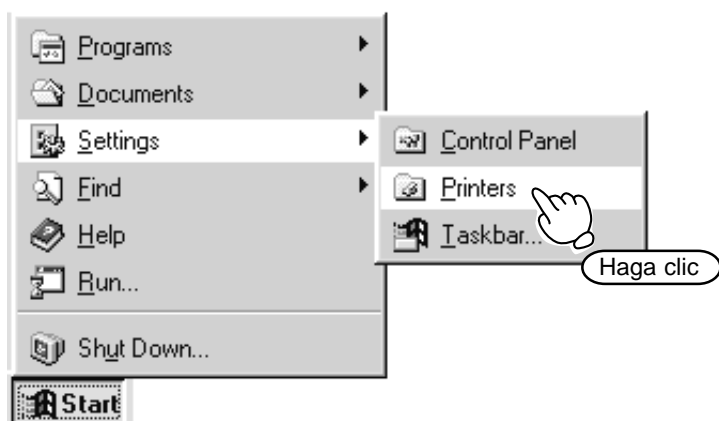 Programs
Documents
Settings
Find
Help
Run...
Shut Down...
Start
Control Panel
Printers
Taskbar...
Haga clic